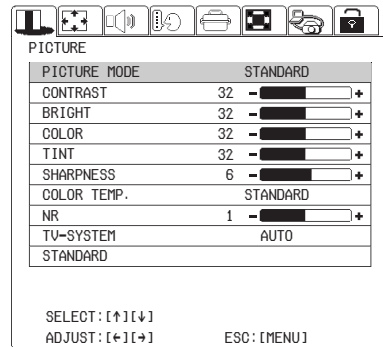 PICTURE
PICTURE MODE STANDARD
CONTRAST 32 - +
BRIGHT 32 - +
COLOR 32 - +
TINT 32 - +
SHARPNESS 6 - +
COLOR TEMP. STANDARD
NR 1 - +
TV-SYSTEM AUTO
STANDARD
SELECT:[↑][↓]
ADJUST:[←][→] ESC:[MENU]